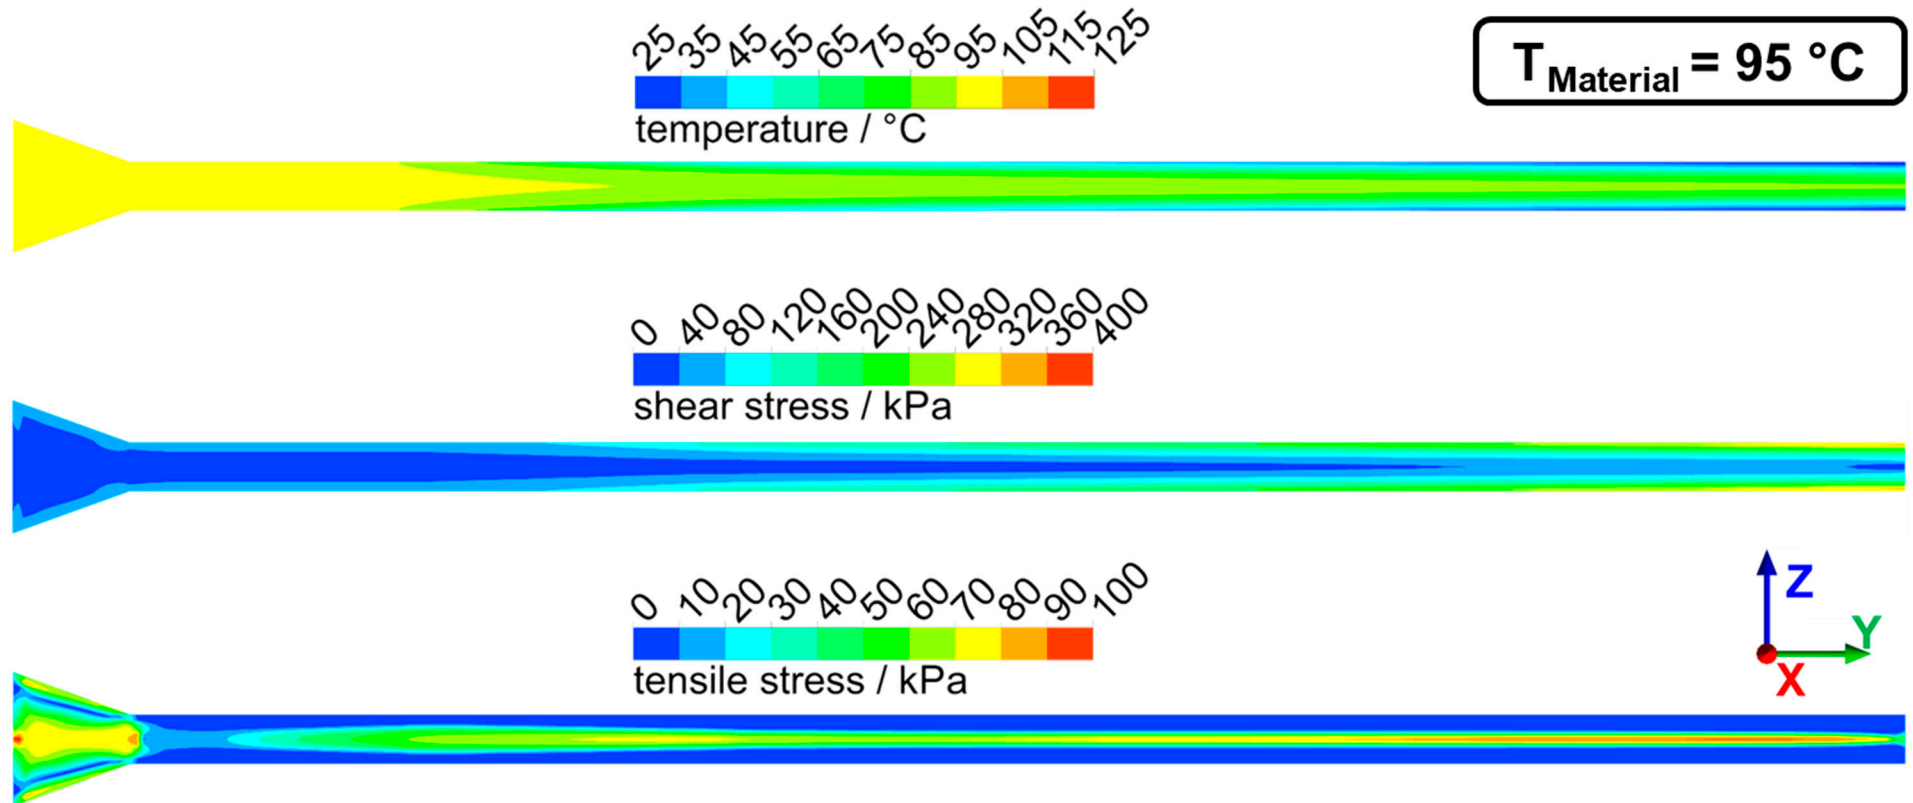 25 35 45 55 65 75 85 95 105 115 125
temperature / °C
T Material = 95 °C
0 40 80 120 160 200 240 280 320 360 400
shear stress / kPa
0 10 20 30 40 50 60 70 80 90 100
tensile stress / kPa
Z
Y
X